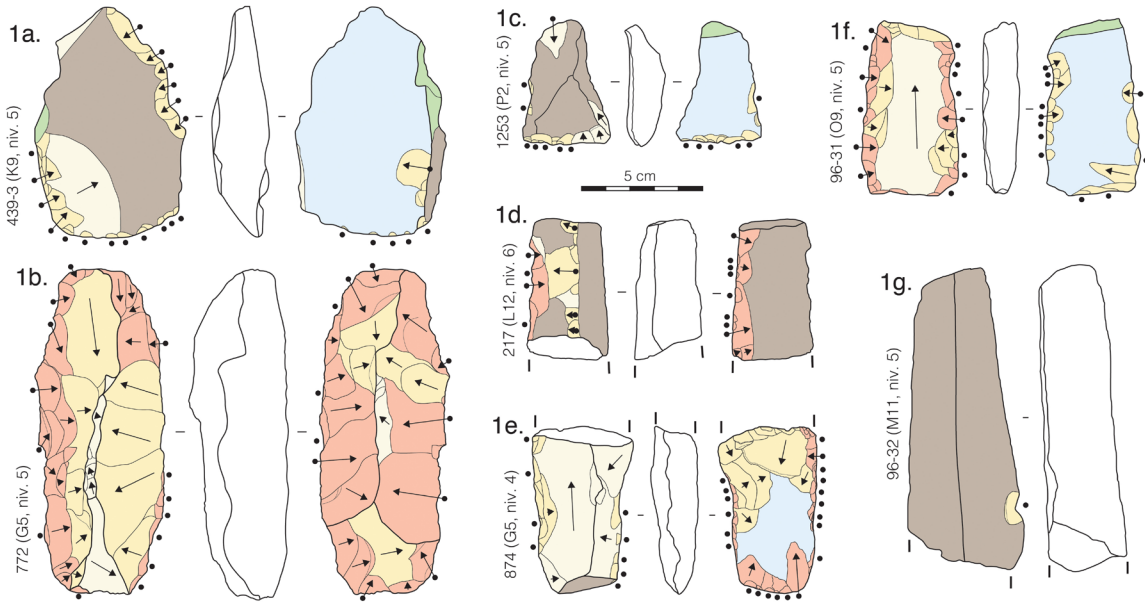 1a.
439-3 (K9, niv. 5)
1b.
772 (G5, niv. 5)
1c.
1253 (P2, niv. 5)
5 cm
1d.
217 (L12, niv. 6)
1e.
874 (G5, niv. 4)
1f.
96-31 (O9, niv. 5)
1g.
96-32 (M11, niv. 5)